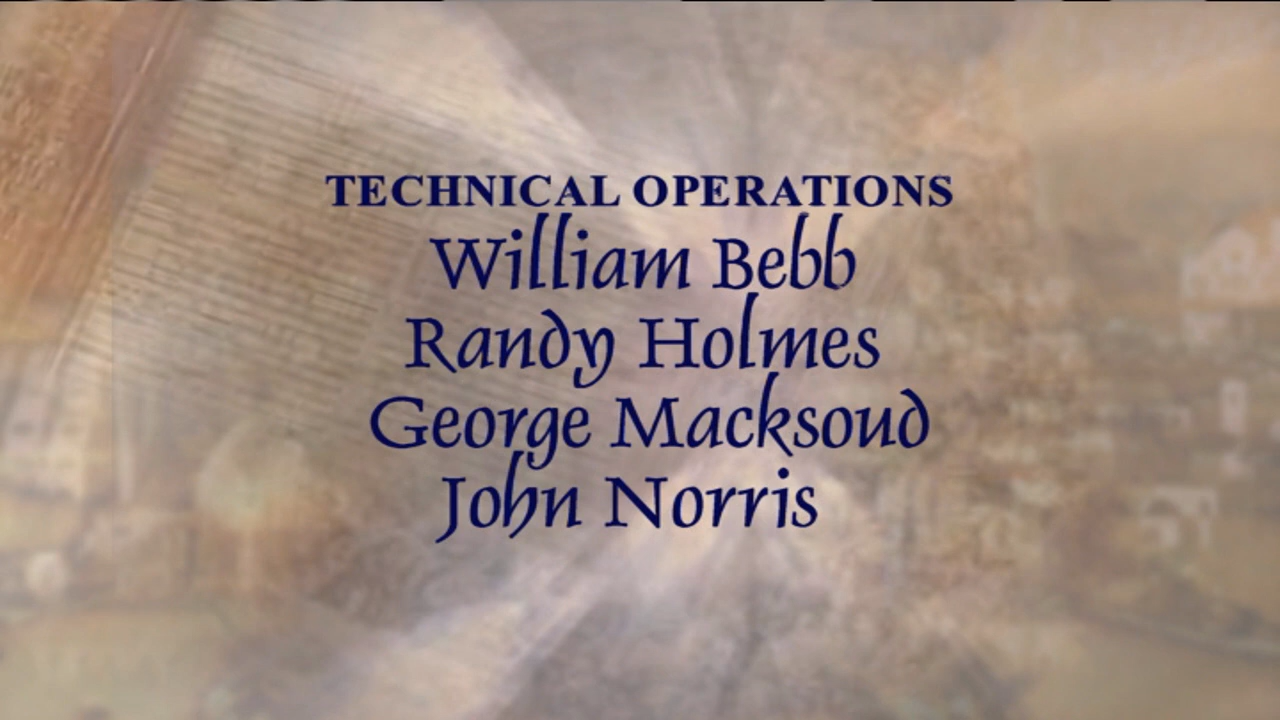 TECHNICAL OPERATIONS
William Bebb
Randy Holmes
George Macksoud
John Norris